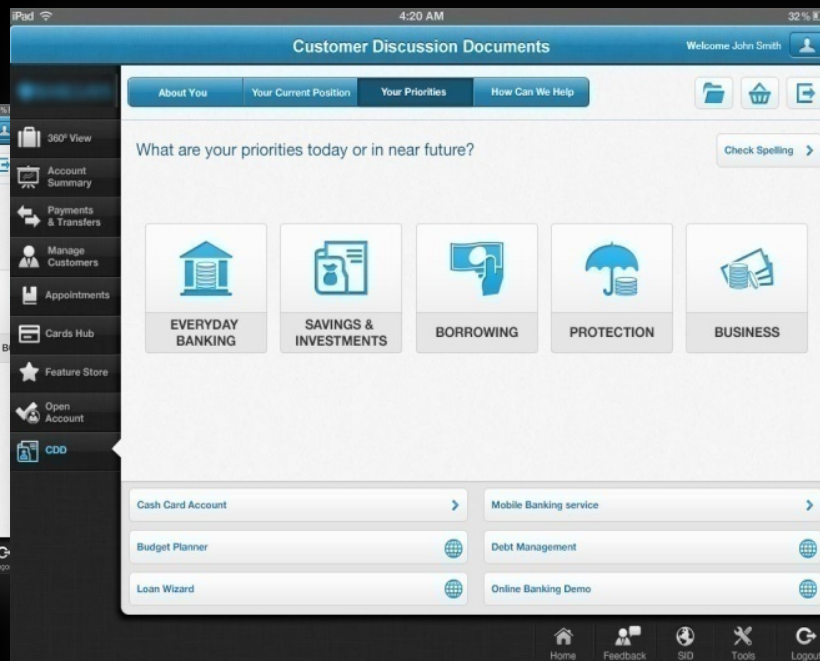 iPad
4:20 AM
32%
Customer Discussion Documents
Welcome John Smith
About You
Your Current Position
Your Priorities
How Can We Help
360° View
Account
Summary
Payments
& Transfers
Manage
Customers
Appointments
Cards Hub
Feature Store
Open
Account
CDD
What are your priorities today or in near future?
Check Spelling
EVERYDAY
BANKING
SAVINGS &
INVESTMENTS
BORROWING
PROTECTION
BUSINESS
Cash Card Account
Mobile Banking service
Budget Planner
Debt Management
Loan Wizard
Online Banking Demo
Home
Feedback
SID
Tools
Logout